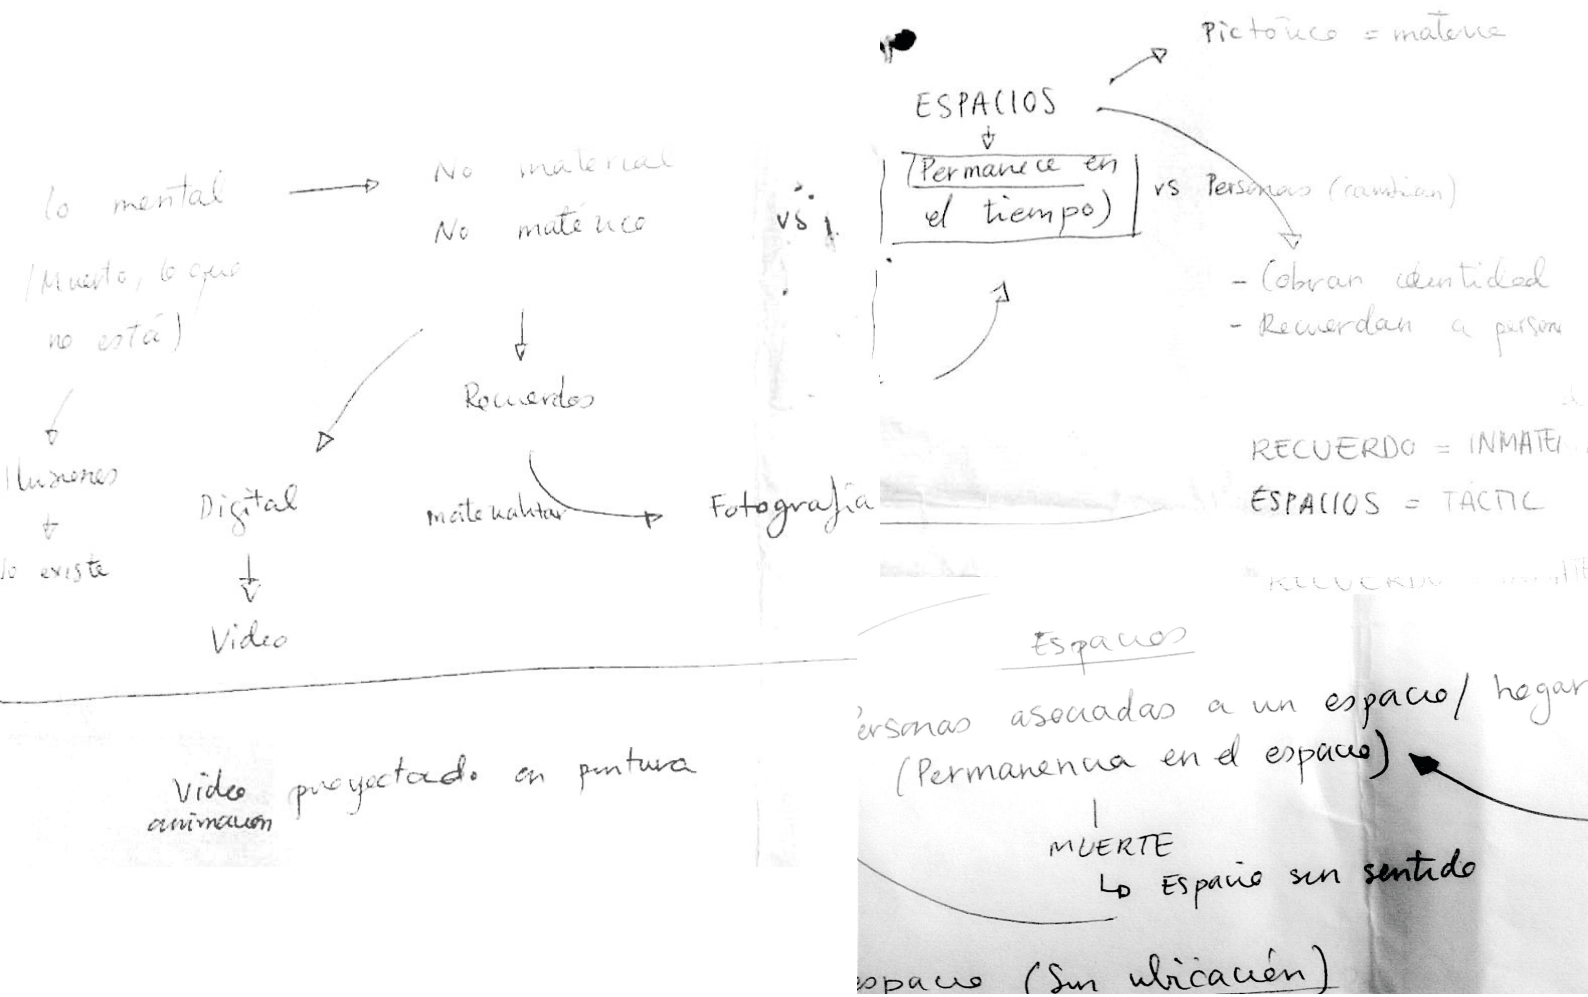 Lo mental
(Muerto, lo que
no está)
Ilusiones
+
No existe
No material
No matérico
Recuerdos
Digital
Video
materializar
Fotografía
vs
Video proyectado en pintura
animación
Pictórico = materia
ESPACIOS
(Permanece en
el tiempo)
vs Personas (cambian)
- Cobran identidad
- Recuerdan a person
RECUERDO = INMATE
ESPACIOS = TÁCTIL
Espacios
ersonas asociadas a un espacio/hogar
(Permanencia en el espacio)
MUERTE
Espacio sin sentido
espacio (Sin ubicación)